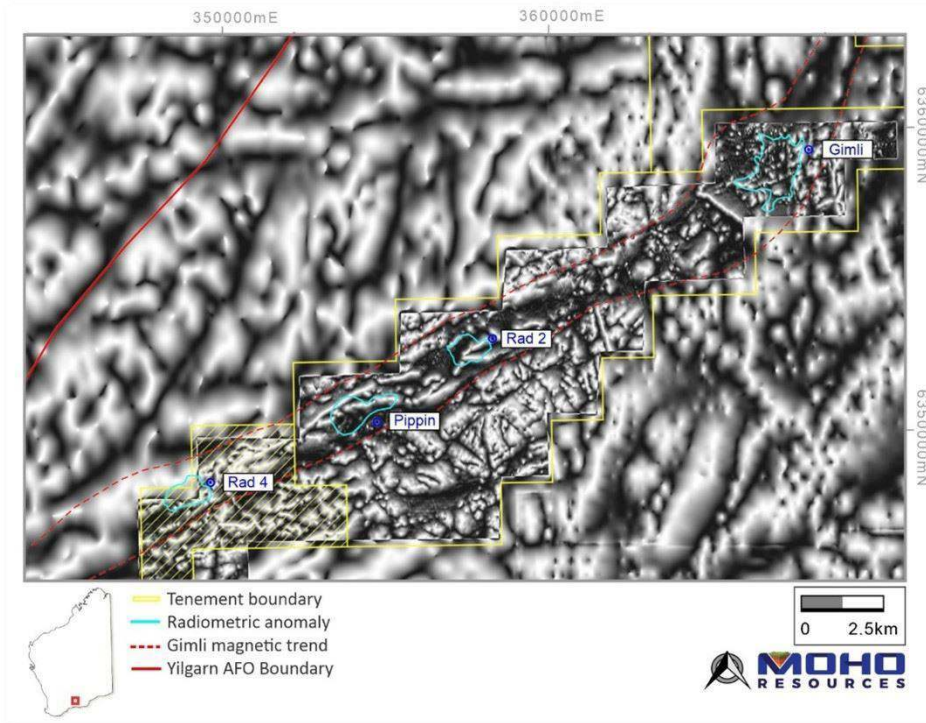 350000mE
360000mE
6360000mN
Gimli
Rad 2
6350000mN
Pippin
Rad 4
Tenement boundary
Radiometric anomaly
Gimli magnetic trend
Yilgarn AFO Boundary
0 2.5km
MOHO
RESOURCES